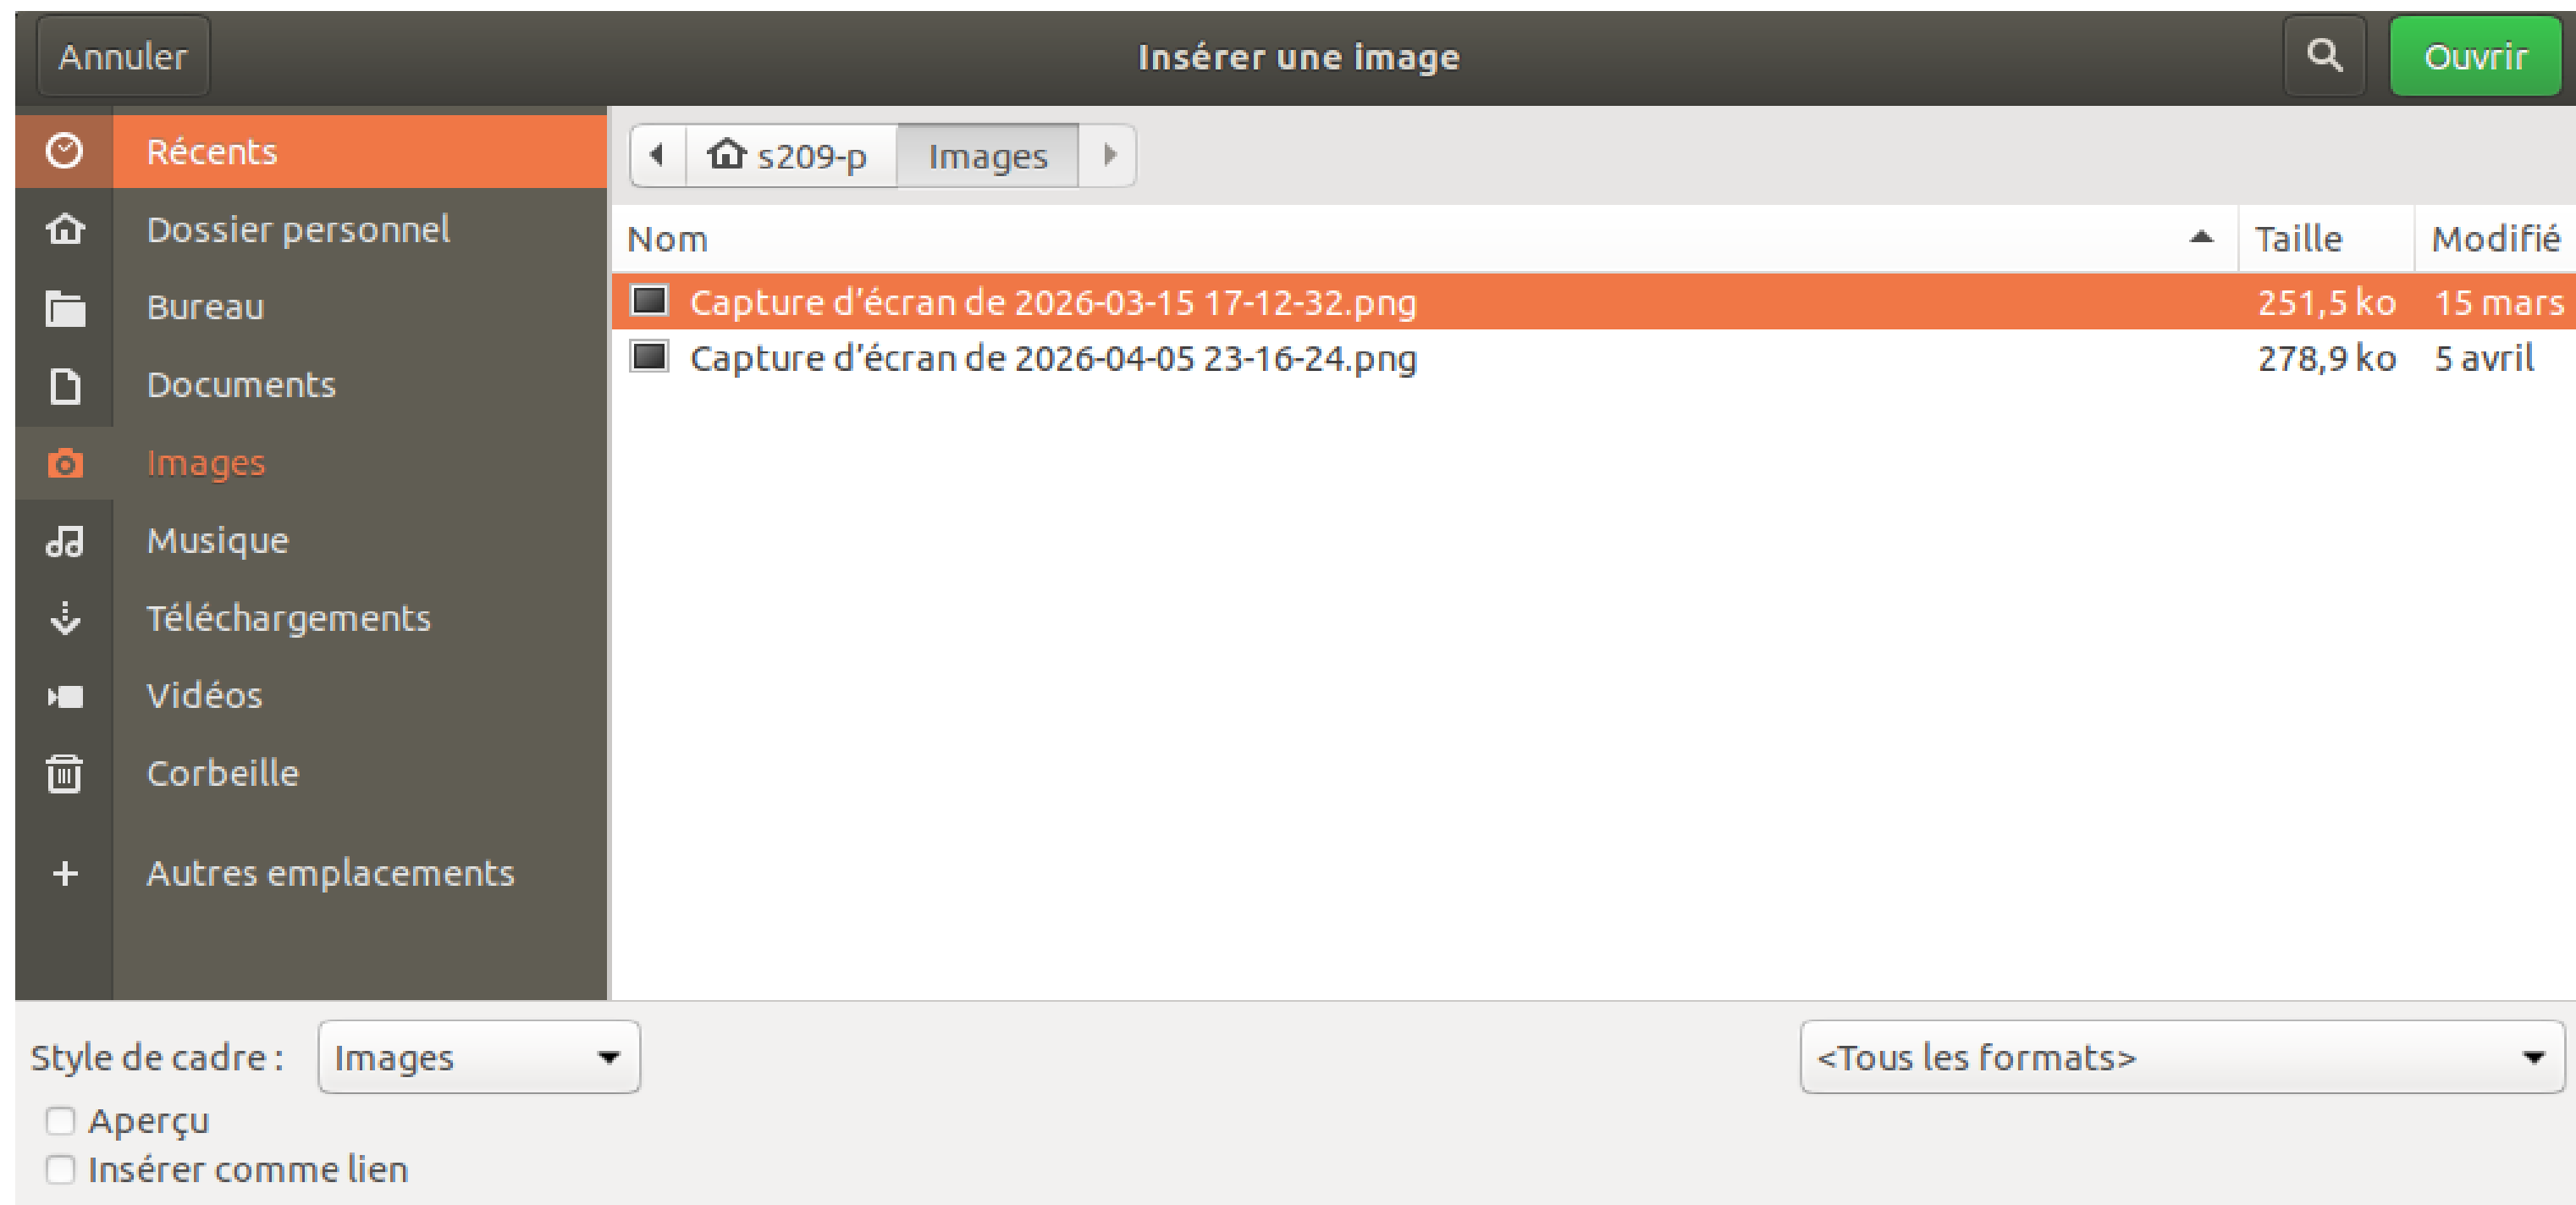 Annuler
Insérer une image
Ouvrir
Récents
Dossier personnel
Bureau
Documents
Images
Musique
Téléchargements
Vidéos
Corbeille
Autres emplacements
s209-p Images
Nom Taille Modifié
Capture d’écran de 2026-03-15 17-12-32.png 251,5 ko 15 mars
Capture d’écran de 2026-04-05 23-16-24.png 278,9 ko 5 avril
Style de cadre : Images
<Tous les formats>
Aperçu
Insérer comme lien